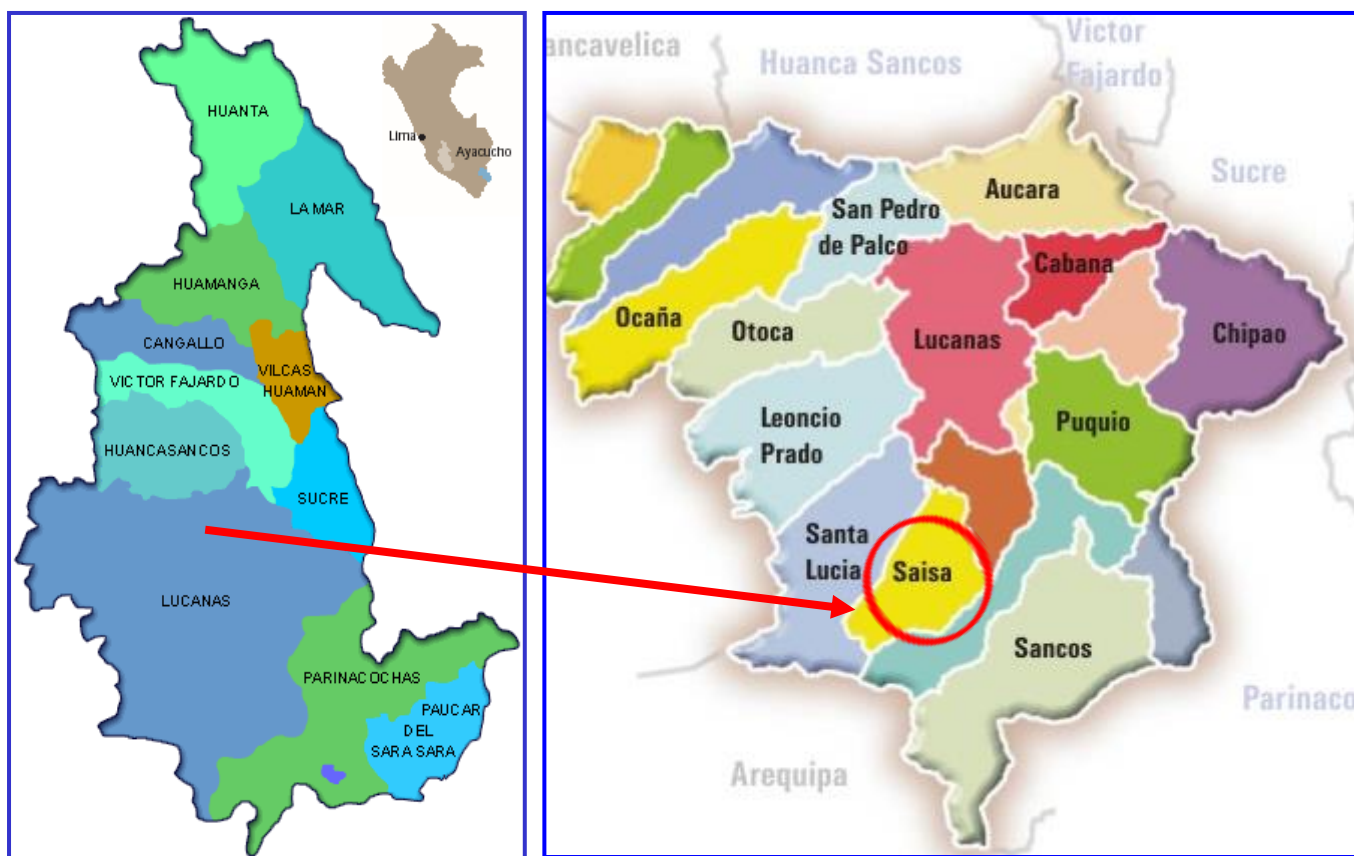 HUANTA
Lima
Ayacucho
LA MAR
HUAMANGA
CANGALLO
VICTOR FAJARDO
VILCAS
HUAMAN
HUANCASANCOS
SUCRE
LUCANAS
PARINACOCHAS
PAUCAR
DEL
SARA SARA
ancavelica
Huanca Sancos
Victor
Fajardo
Sucre
Aucara
San Pedro
de Palco
Cabana
Ocaña
Otoca
Lucanas
Chipao
Leoncio
Prado
Puquio
Santa
Lucia
Saisa
Sancos
Parinaco
Arequipa